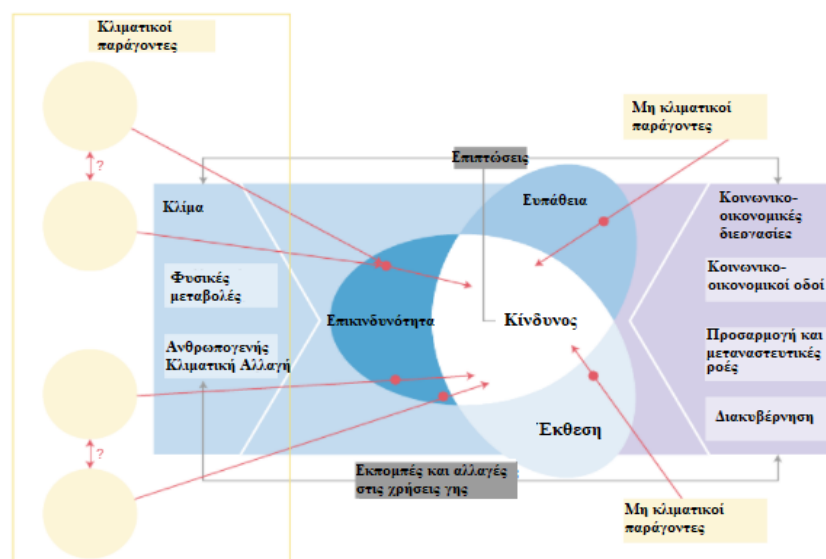 Κλιματικοί
παράγοντες
Μη κλιματικοί
παράγοντες
?
Επιπτώσεις
Κλίμα
Ευπάθεια
Κοινωνικο-
οικονομικές
διεργασίες
Φυσικές
μεταβολές
Κοινωνικο-
οικονομικοί οδοί
Επικινδυνότητα
Κίνδυνος
Ανθρωπογενής
Κλιματική Αλλαγή
Προσαρμογή και
μεταναστευτικές
ροές
Έκθεση
Διακυβέρνηση
?
Εκπομπές και αλλαγές
στις χρήσεις γης
Μη κλιματικοί
παράγοντες